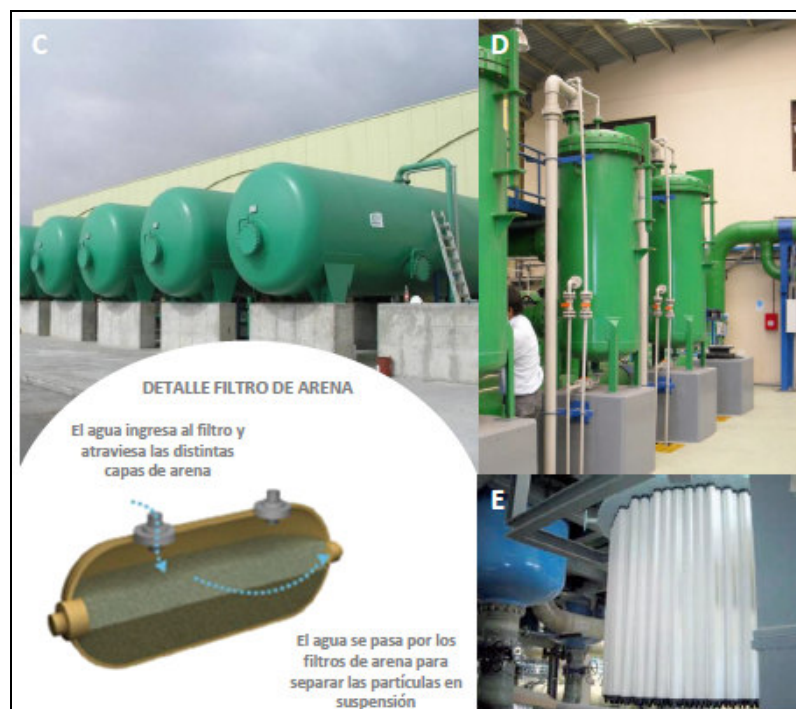 C
D
DETALLE FILTRO DE ARENA
El agua ingresa al filtro y
atraviesa las distintas
capas de arena
E
El agua se pasa por los
filtros de arena para
separar las partículas en
suspensión